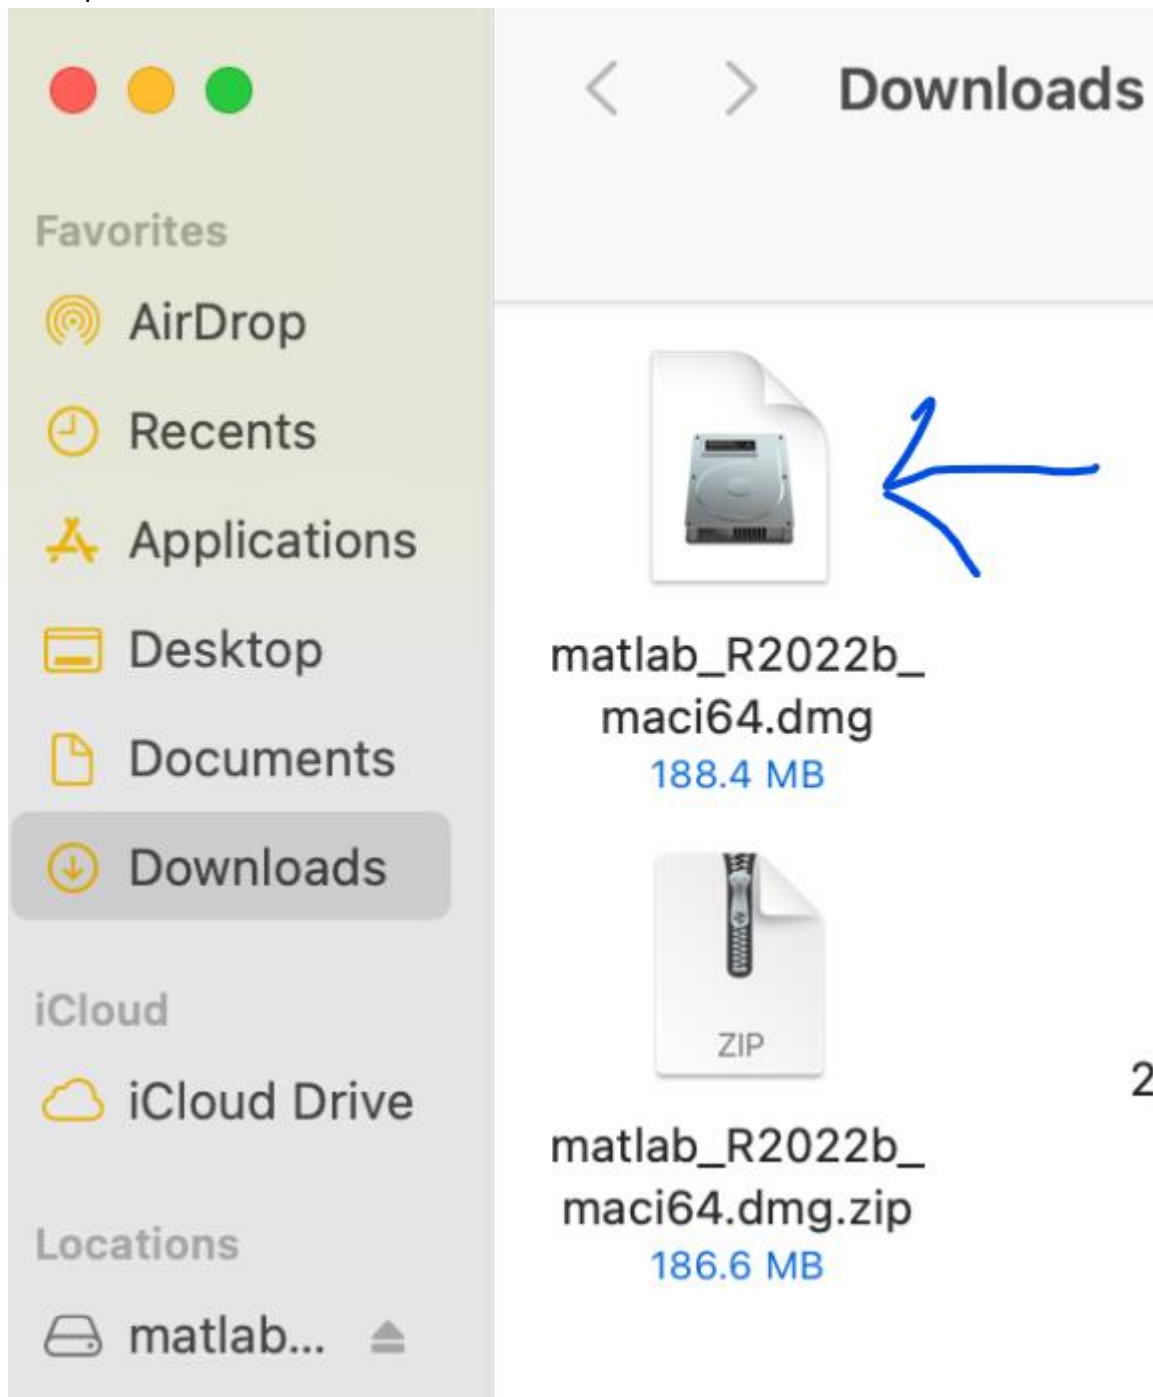 Downloads
Favorites
AirDrop
Recents
Applications
Desktop
Documents
Downloads
iCloud
iCloud Drive
Locations
matlab...
matlab_R2022b_
maci64.dmg
188.4 MB
ZIP
matlab_R2022b_
maci64.dmg.zip
186.6 MB
2